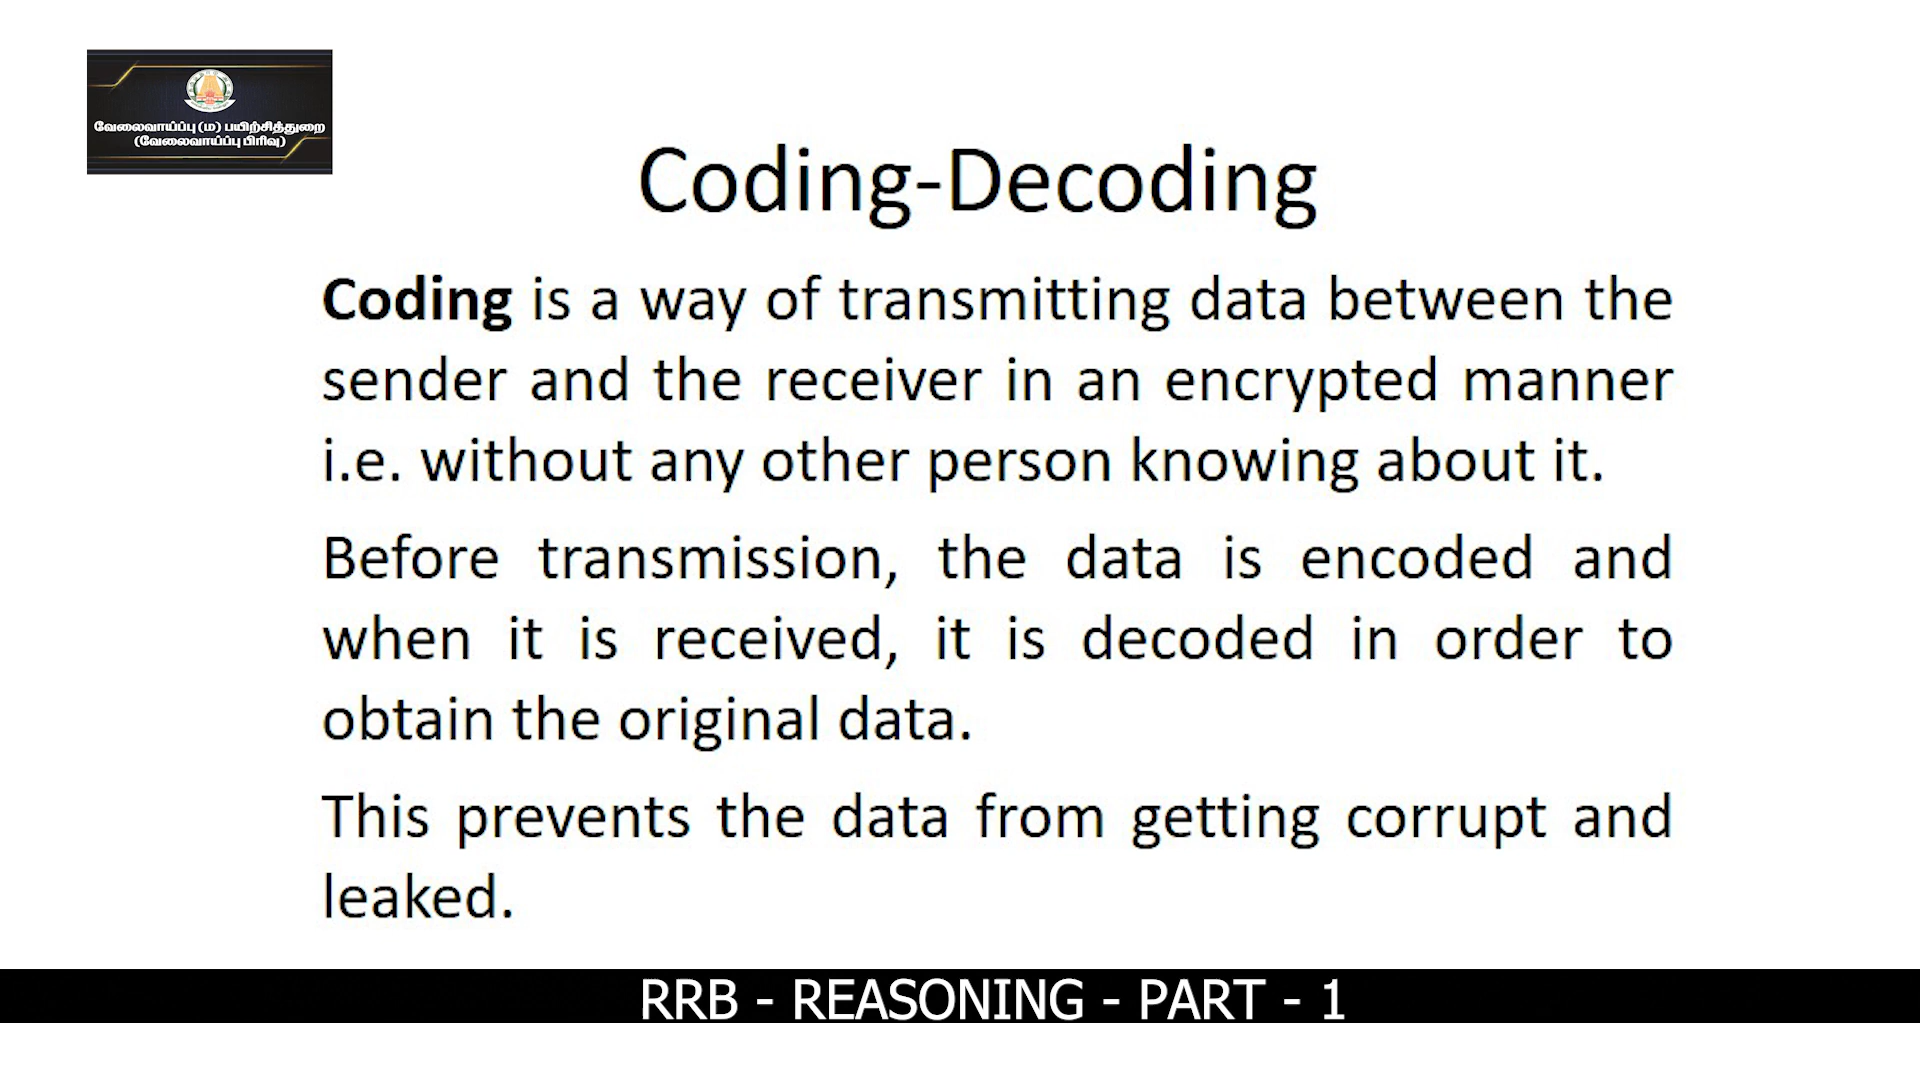 வேலைவாய்ப்பு (ம) பயிற்சித்துறை
(வேலைவாய்ப்பு பிரிவு)
Coding-Decoding
Coding is a way of transmitting data between the
sender and the receiver in an encrypted manner
i.e. without any other person knowing about it.
Before transmission, the data is encoded and
when it is received, it is decoded in order to
obtain the original data.
This prevents the data from getting corrupt and
leaked.
RRB - REASONING - PART - 1